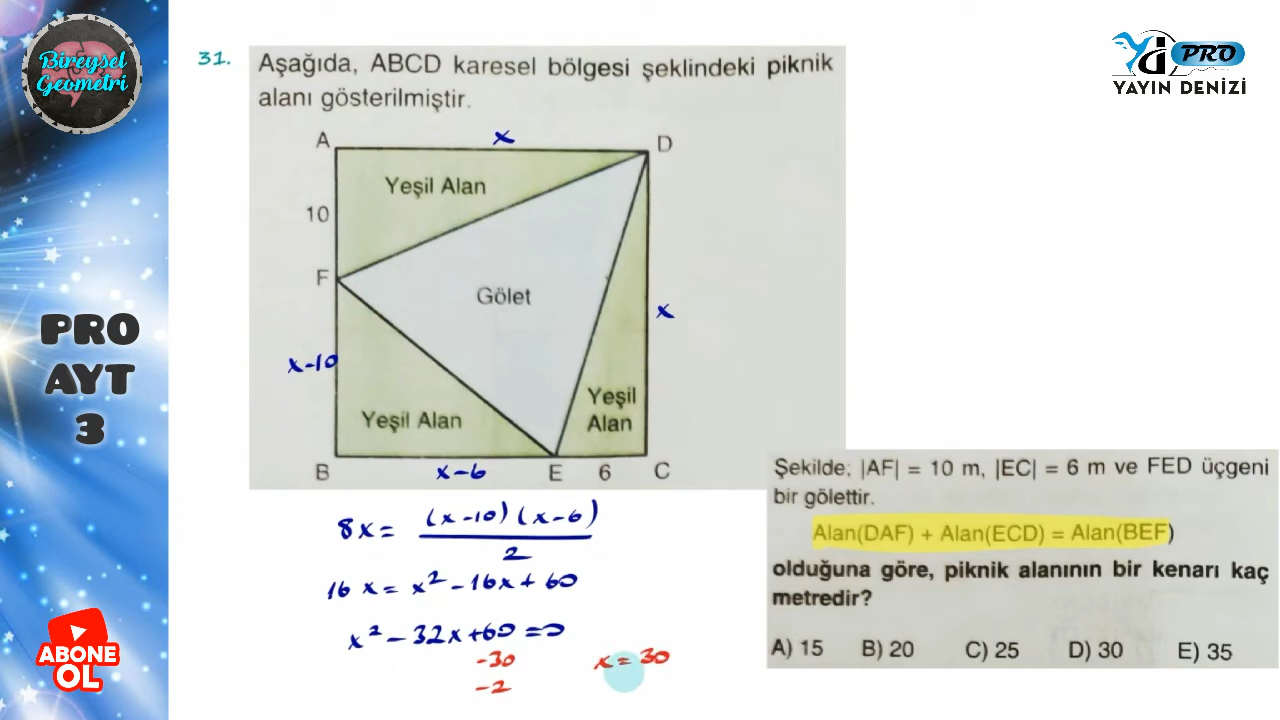 Bireysel
Geometri
PRO
AYT
3
ABONE
OL
PRO
YAYIN DENİZİ
31.
Aşağıda, ABCD karesel bölgesi şeklindeki piknik
alanı gösterilmiştir.
A
x
D
Yeşil Alan
10
F
Gölet
x
x-10
Yeşil
Alan
Yeşil Alan
B
x-6
E
6
C
8x = (x-10)(x-6)
2
16x = x² - 16x + 60
x² - 32x + 60 = 0
-30
-2
x = 30
Şekilde; |AF| = 10 m, |EC| = 6 m ve FED üçgeni
bir gölettir.
Alan(DAF) + Alan(ECD) = Alan(BEF)
olduğuna göre, piknik alanının bir kenarı kaç
metredir?
A) 15 B) 20 C) 25 D) 30 E) 35